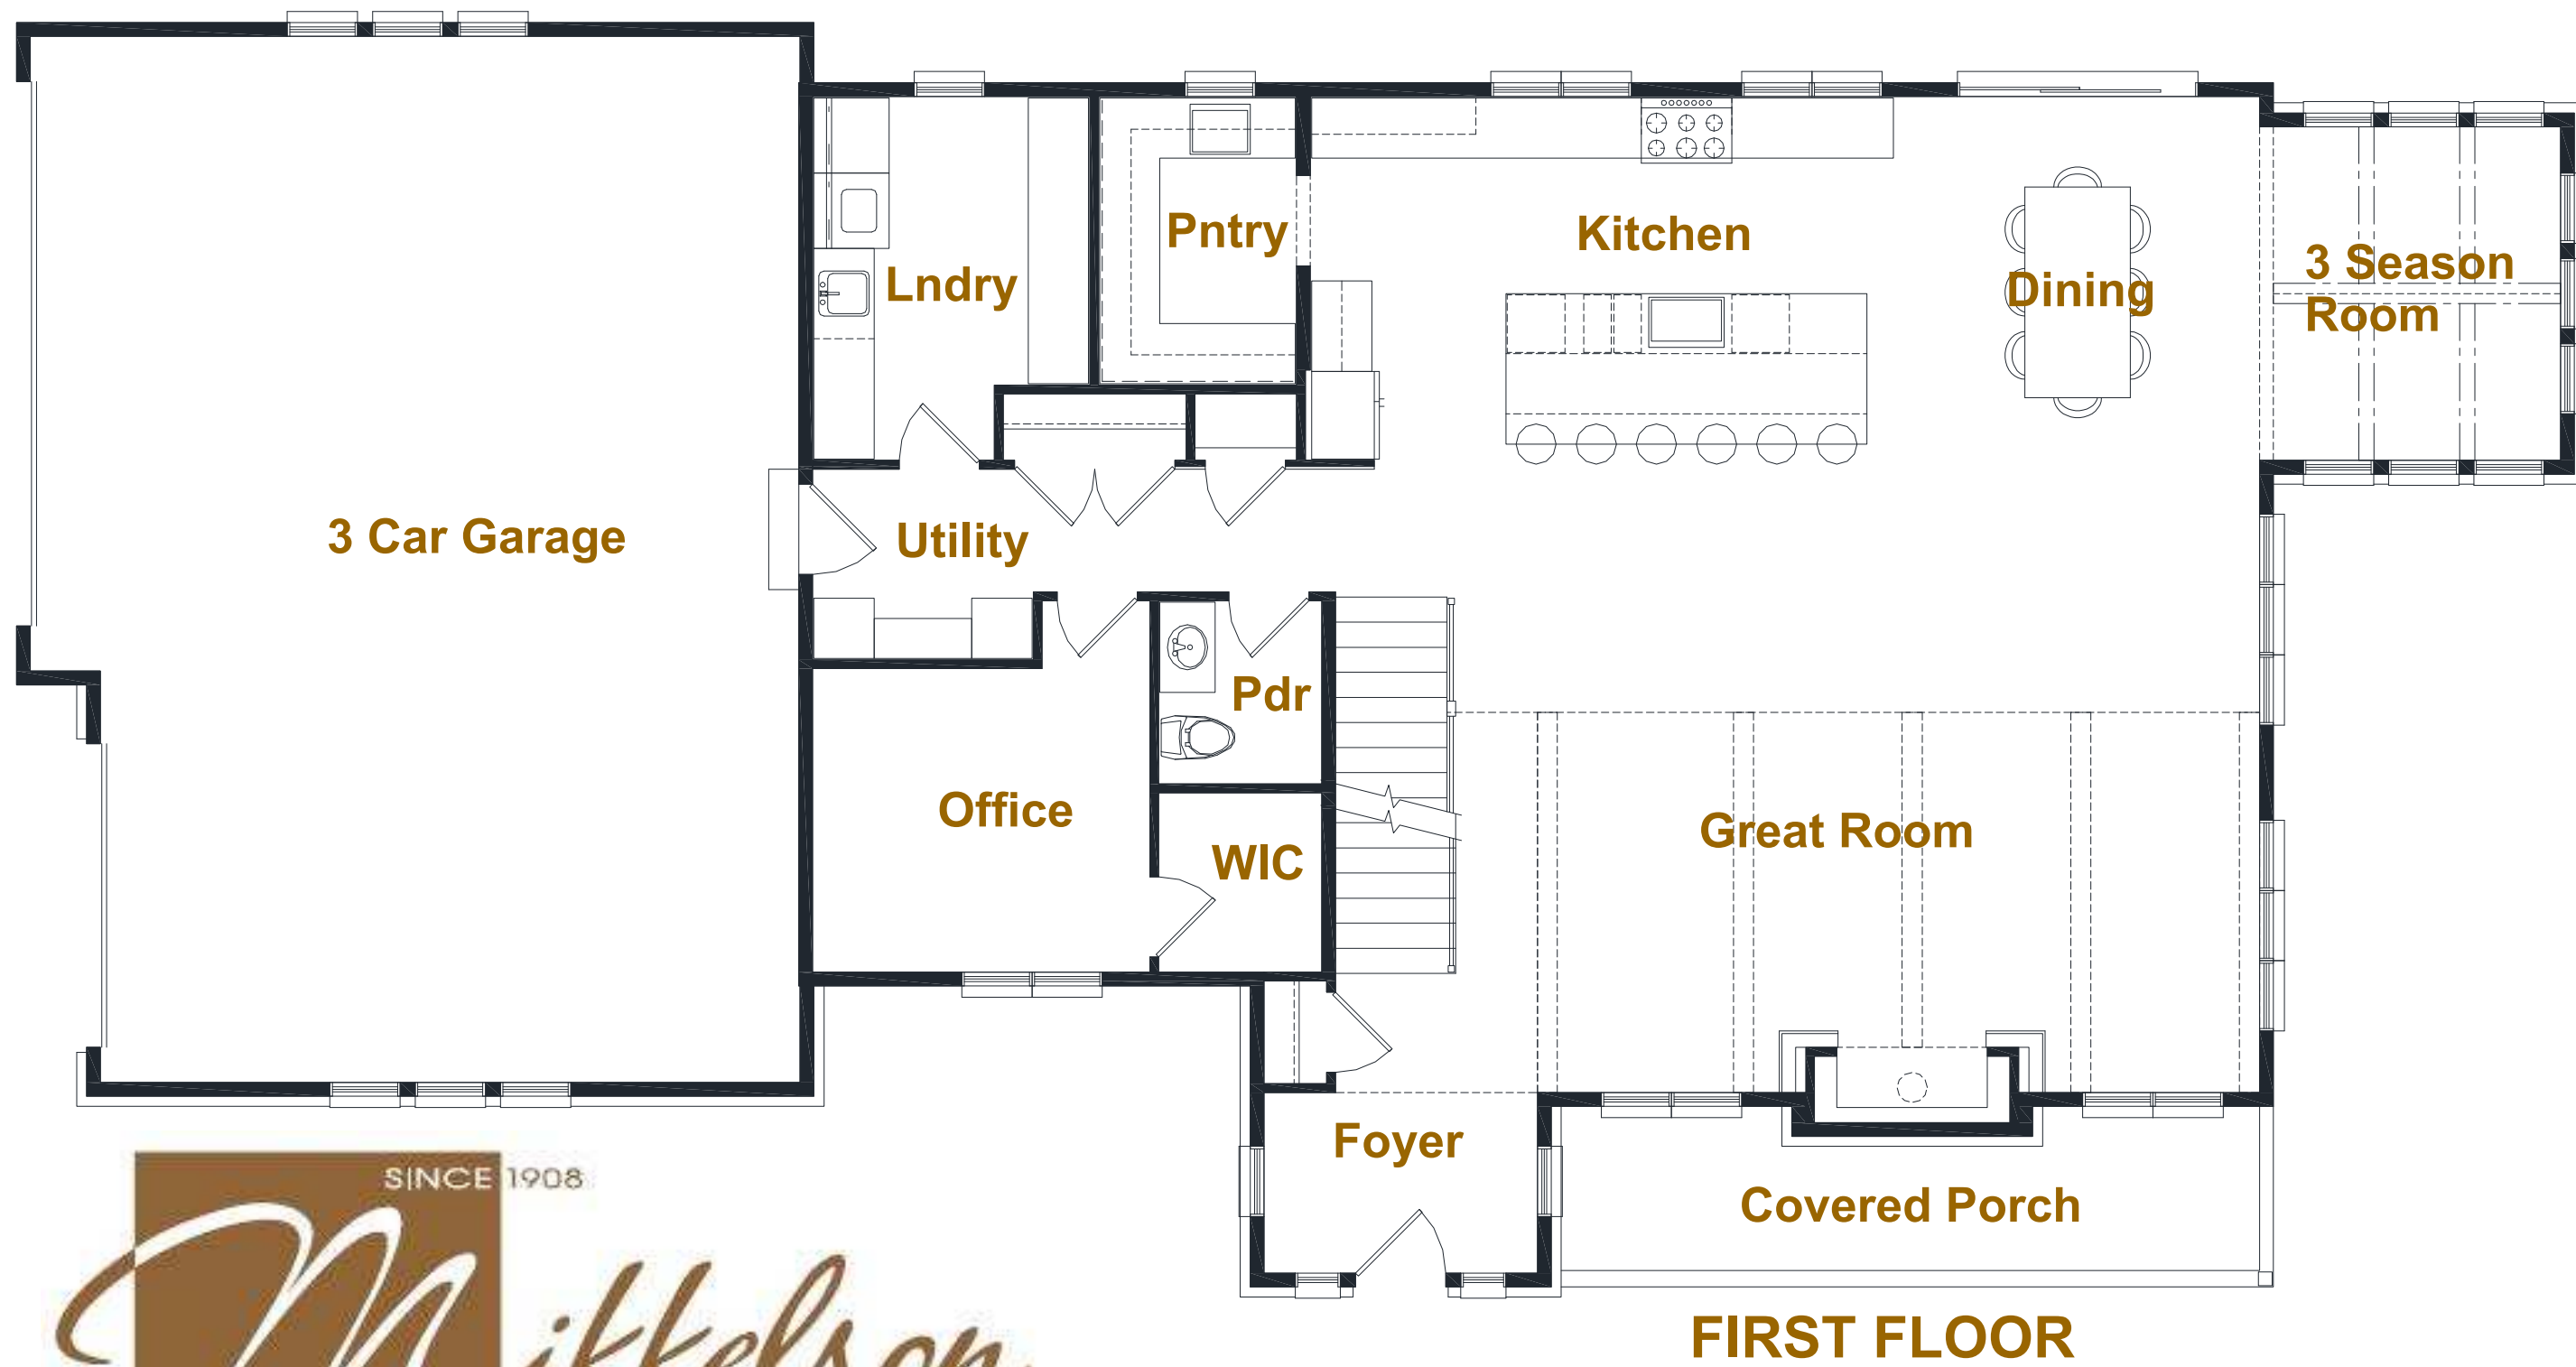 Pntry
Kitchen
Lndry
Dining
3 Season
Room
3 Car Garage
Utility
Pdr
Office
Great Room
WIC
Foyer
SINCE 1908
Covered Porch
Mittelson
FIRST FLOOR